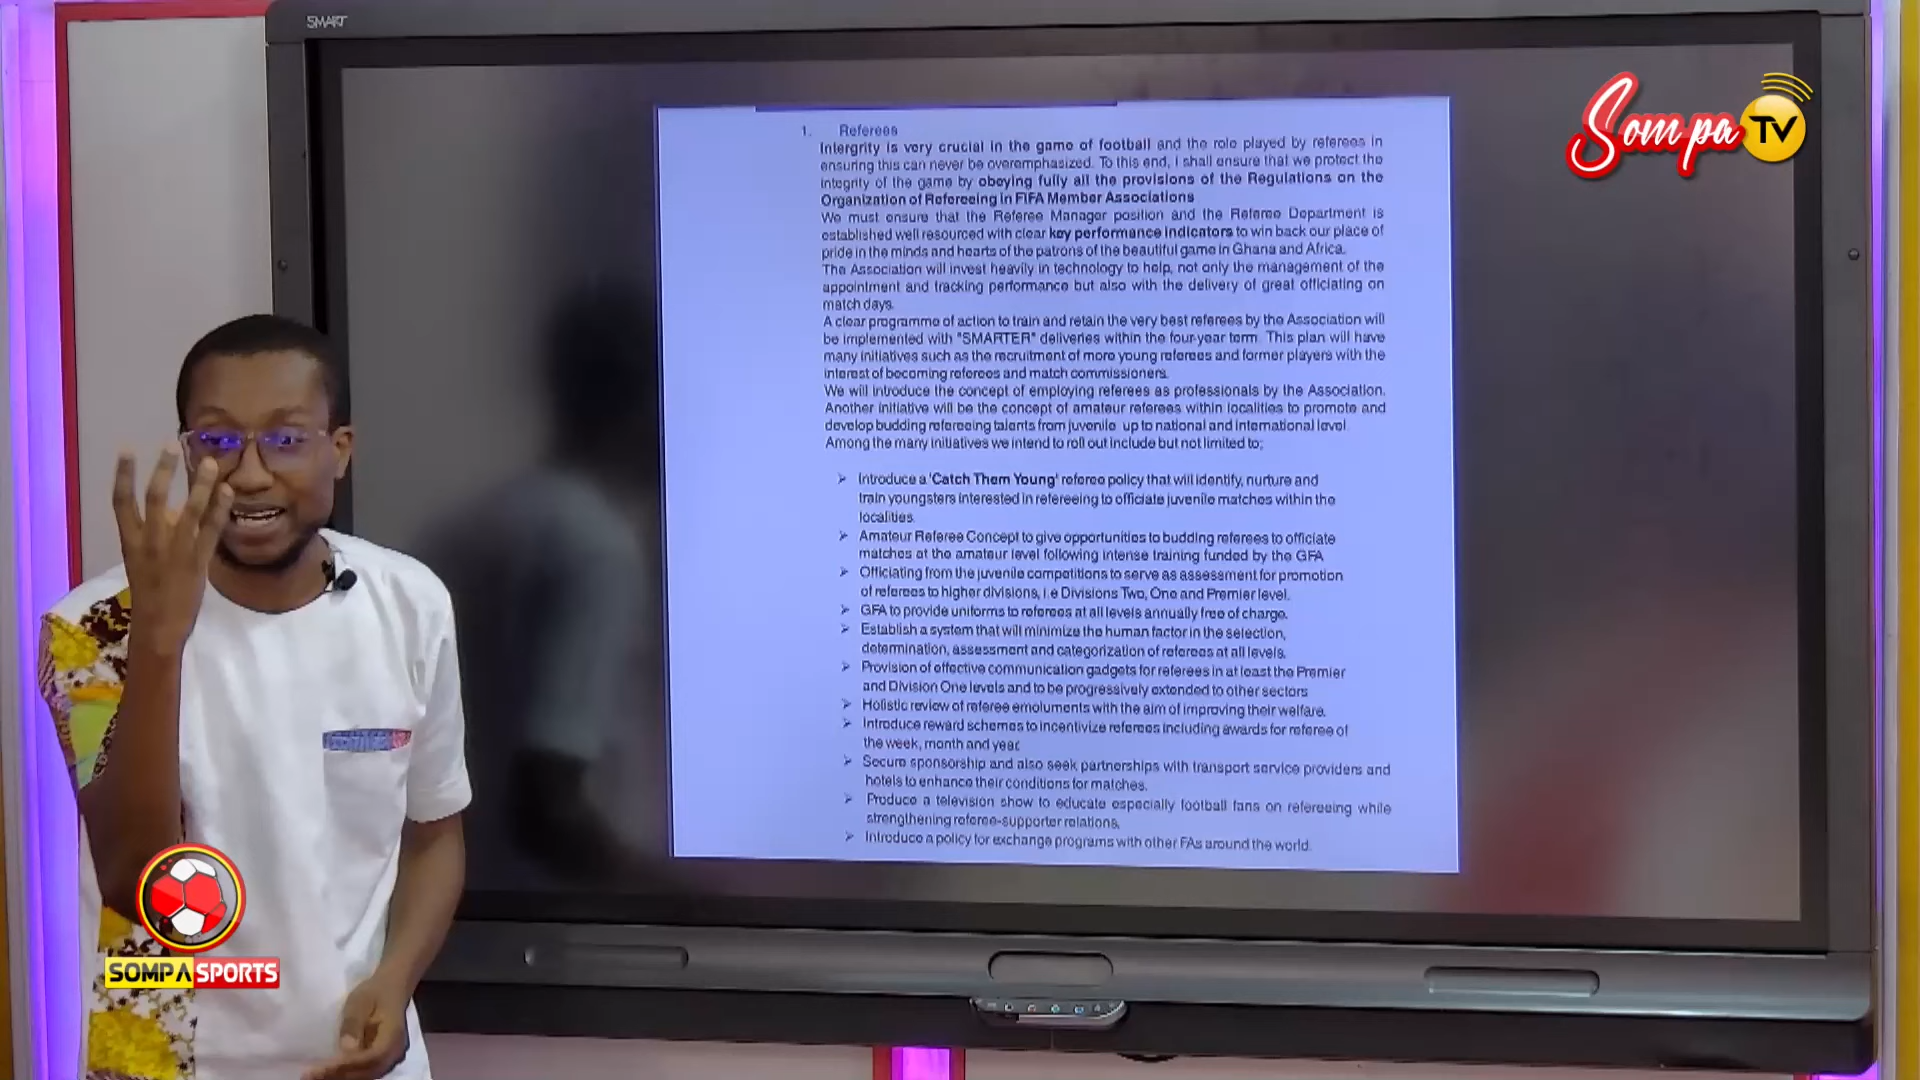 SMART
Sompa TV
1. Referees
Intergrity is very crucial in the game of football and the role played by referees in
ensuring this can never be overemphasized. To this end, I shall ensure that we protect the
integrity of the game by obeying fully all the provisions of the Regulations on the
Organization of Refereeing in FIFA Member Associations
We must ensure that the Referee Manager position and the Referee Department is
established well resourced with clear key performance indicators to win back our place of
pride in the minds and hearts of the patrons of the beautiful game in Ghana and Africa.
The Association will invest heavily in technology to help, not only the management of the
appointment and tracking performance but also with the delivery of great officiating on
match days.
A clear programme of action to train and retain the very best referees by the Association will
be implemented with "SMARTER" deliveries within the four-year term. This plan will have
many initiatives such as the recruitment of more young referees and former players with the
interest of becoming referees and match commissioners.
We will introduce the concept of employing referees as professionals by the Association.
Another initiative will be the concept of amateur referees within localities to promote and
develop budding refereeing talents from juvenile up to national and international level
Among the many initiatives we intend to roll out include but not limited to;
➢ Introduce a 'Catch Them Young' referee policy that will identify, nurture and
train youngsters interested in refereeing to officiate juvenile matches within the
localities.
➢ Amateur Referee Concept to give opportunities to budding referees to officiate
matches at the amateur level following intense training funded by the GFA
➢ Officiating from the juvenile competitions to serve as assessment for promotion
of referees to higher divisions, i.e Divisions Two, One and Premier level.
➢ GFA to provide uniforms to referees at all levels annually free of charge.
➢ Establish a system that will minimize the human factor in the selection,
determination, assessment and categorization of referees at all levels.
➢ Provision of effective communication gadgets for referees in at least the Premier
and Division One levels and to be progressively extended to other sectors
➢ Holistic review of referee emoluments with the aim of improving their welfare.
➢ Introduce reward schemes to incentivize referees including awards for referee of
the week, month and year.
➢ Secure sponsorship and also seek partnerships with transport service providers and
hotels to enhance their conditions for matches.
➢ Produce a television show to educate especially football fans on refereeing while
strengthening referee-supporter relations.
➢ Introduce a policy for exchange programs with other FAs around the world.
SOMPA SPORTS